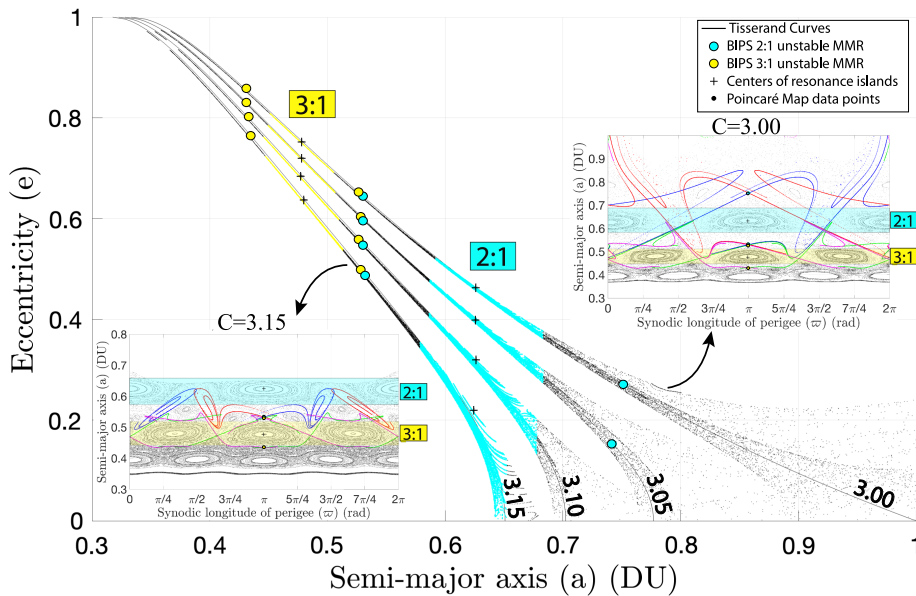 Tisserand Curves
BIPS 2:1 unstable MMR
BIPS 3:1 unstable MMR
Centers of resonance islands
Poincaré Map data points
C=3.00
Semi-major axis (a) (DU)
1
0.9
0.8
0.7
0.6
0.5
0.4
0.3
2:1
3:1
0 π/4 π/2 3π/4 π 5π/4 3π/2 7π/4 2π
Synodic longitude of perigee (ϖ) (rad)
3:1
2:1
C=3.15
Semi-major axis (a) (DU)
0.8
0.7
0.6
0.5
0.4
0.3
2:1
3:1
0 π/4 π/2 3π/4 π 5π/4 3π/2 7π/4 2π
Synodic longitude of perigee (ϖ) (rad)
3.15
3.10
3.05
3.00
Eccentricity (e)
1
0.8
0.6
0.4
0.2
0
0.3 0.4 0.5 0.6 0.7 0.8 0.9 1
Semi-major axis (a) (DU)